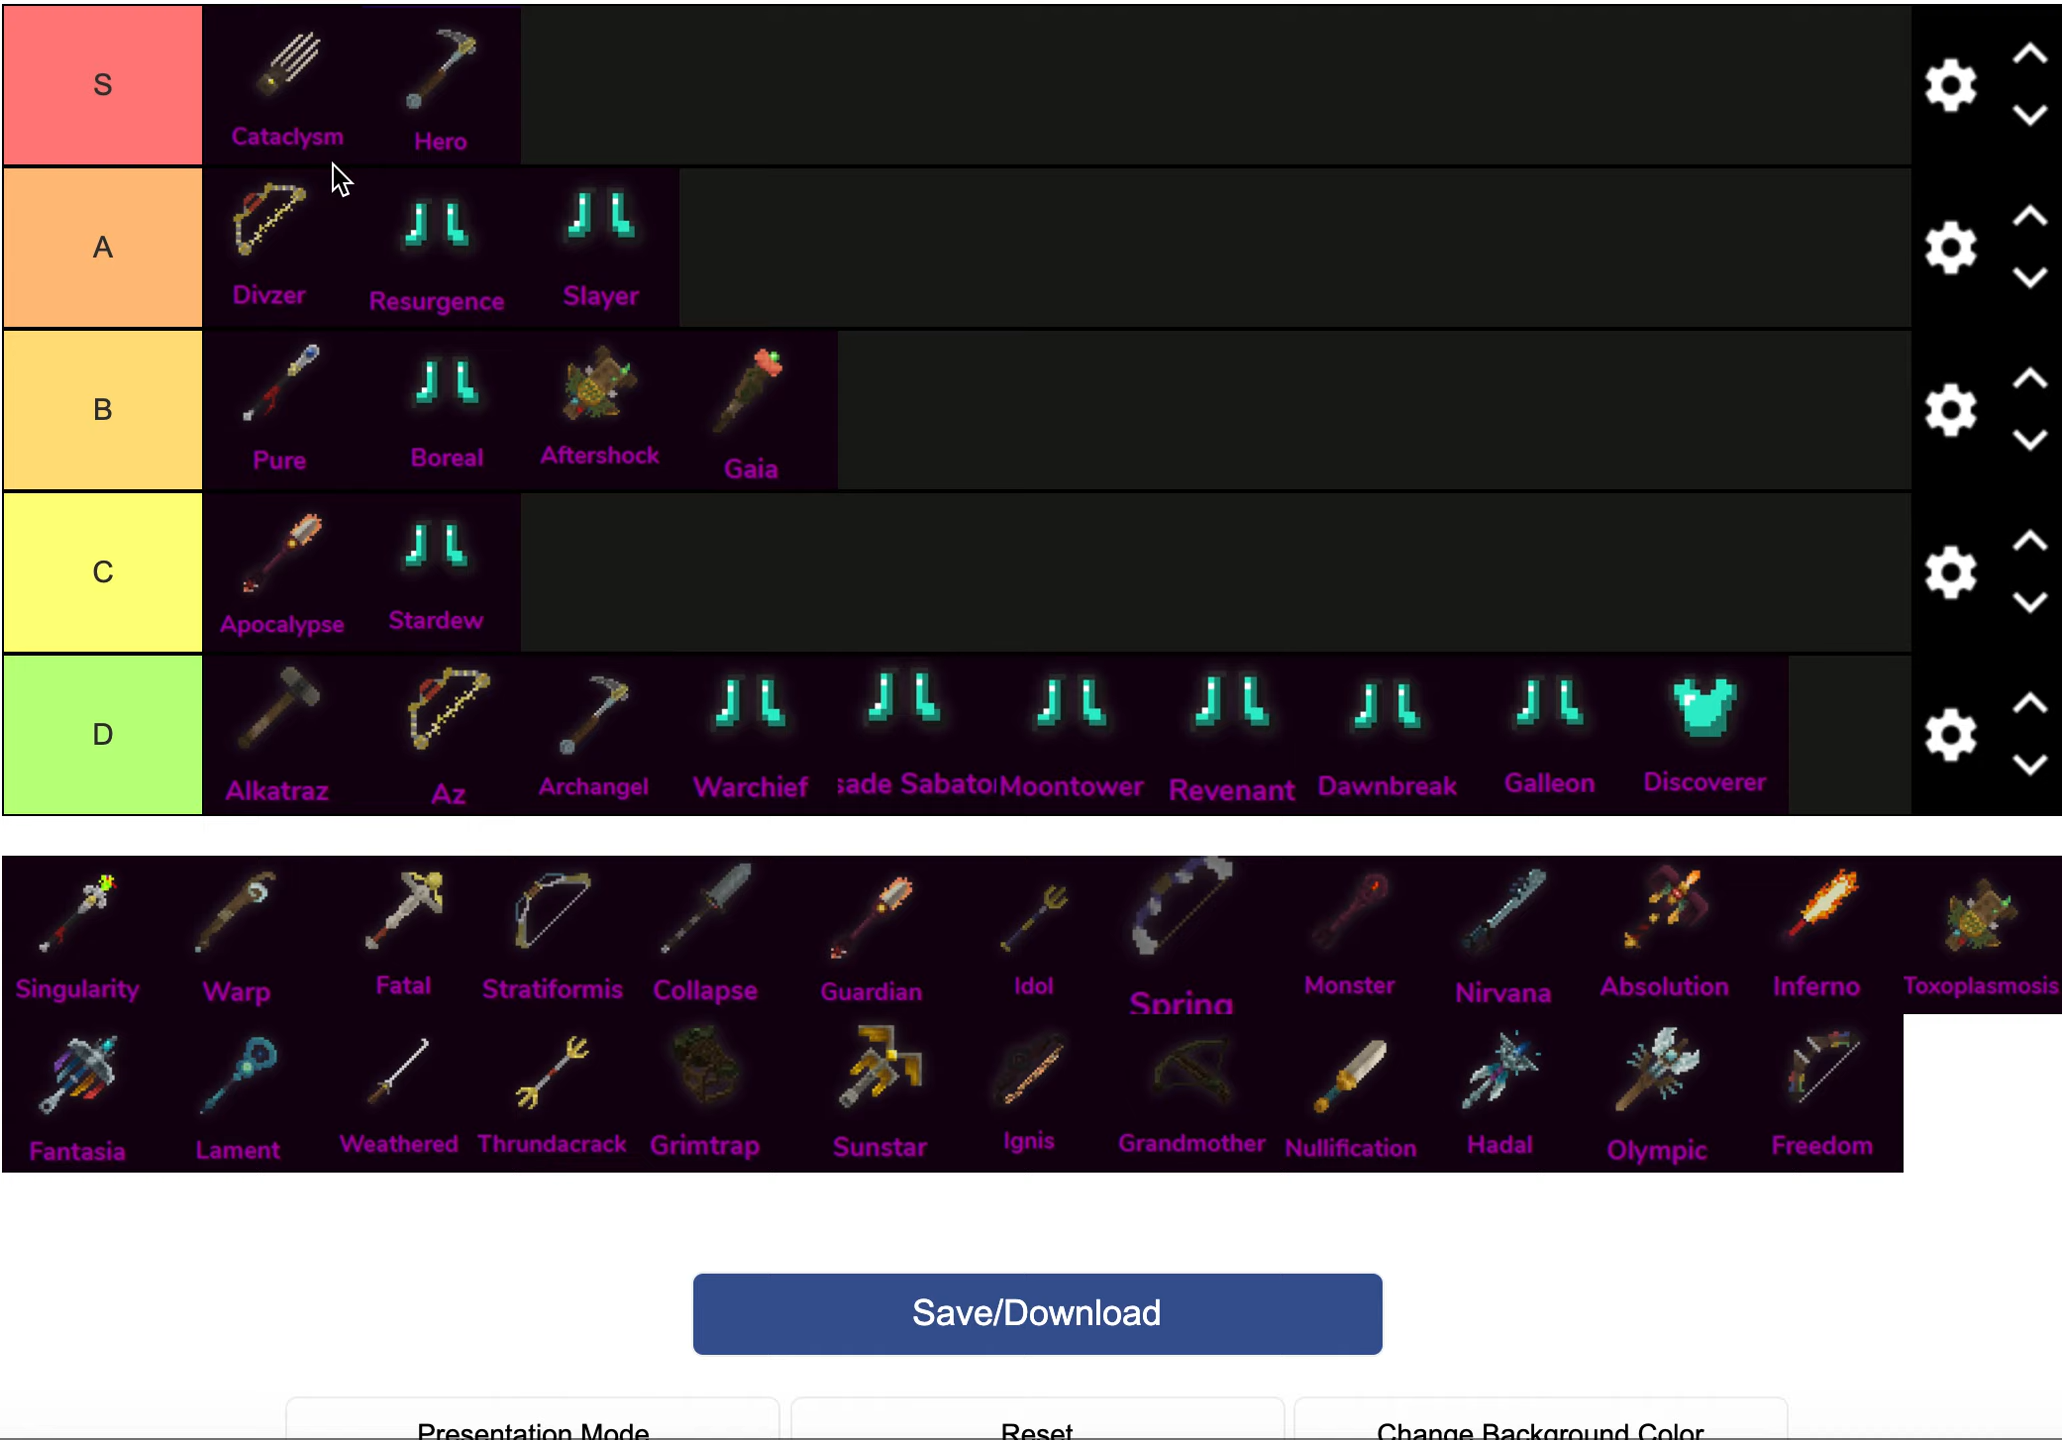 S
Cataclysm Hero
A
Divzer Resurgence Slayer
B
Pure Boreal Aftershock Gaia
C
Apocalypse Stardew
D
Alkatraz Az Archangel Warchief sade Sabato Moontower Revenant Dawnbreak Galleon Discoverer
Singularity Warp Fatal Stratiformis Collapse Guardian Idol Spring Monster Nirvana Absolution Inferno Toxoplasmosis
Fantasia Lament Weathered Thrundacrack Grimtrap Sunstar Ignis Grandmother Nullification Hadal Olympic Freedom
Save/Download
Presentation Mode Reset Change Background Color